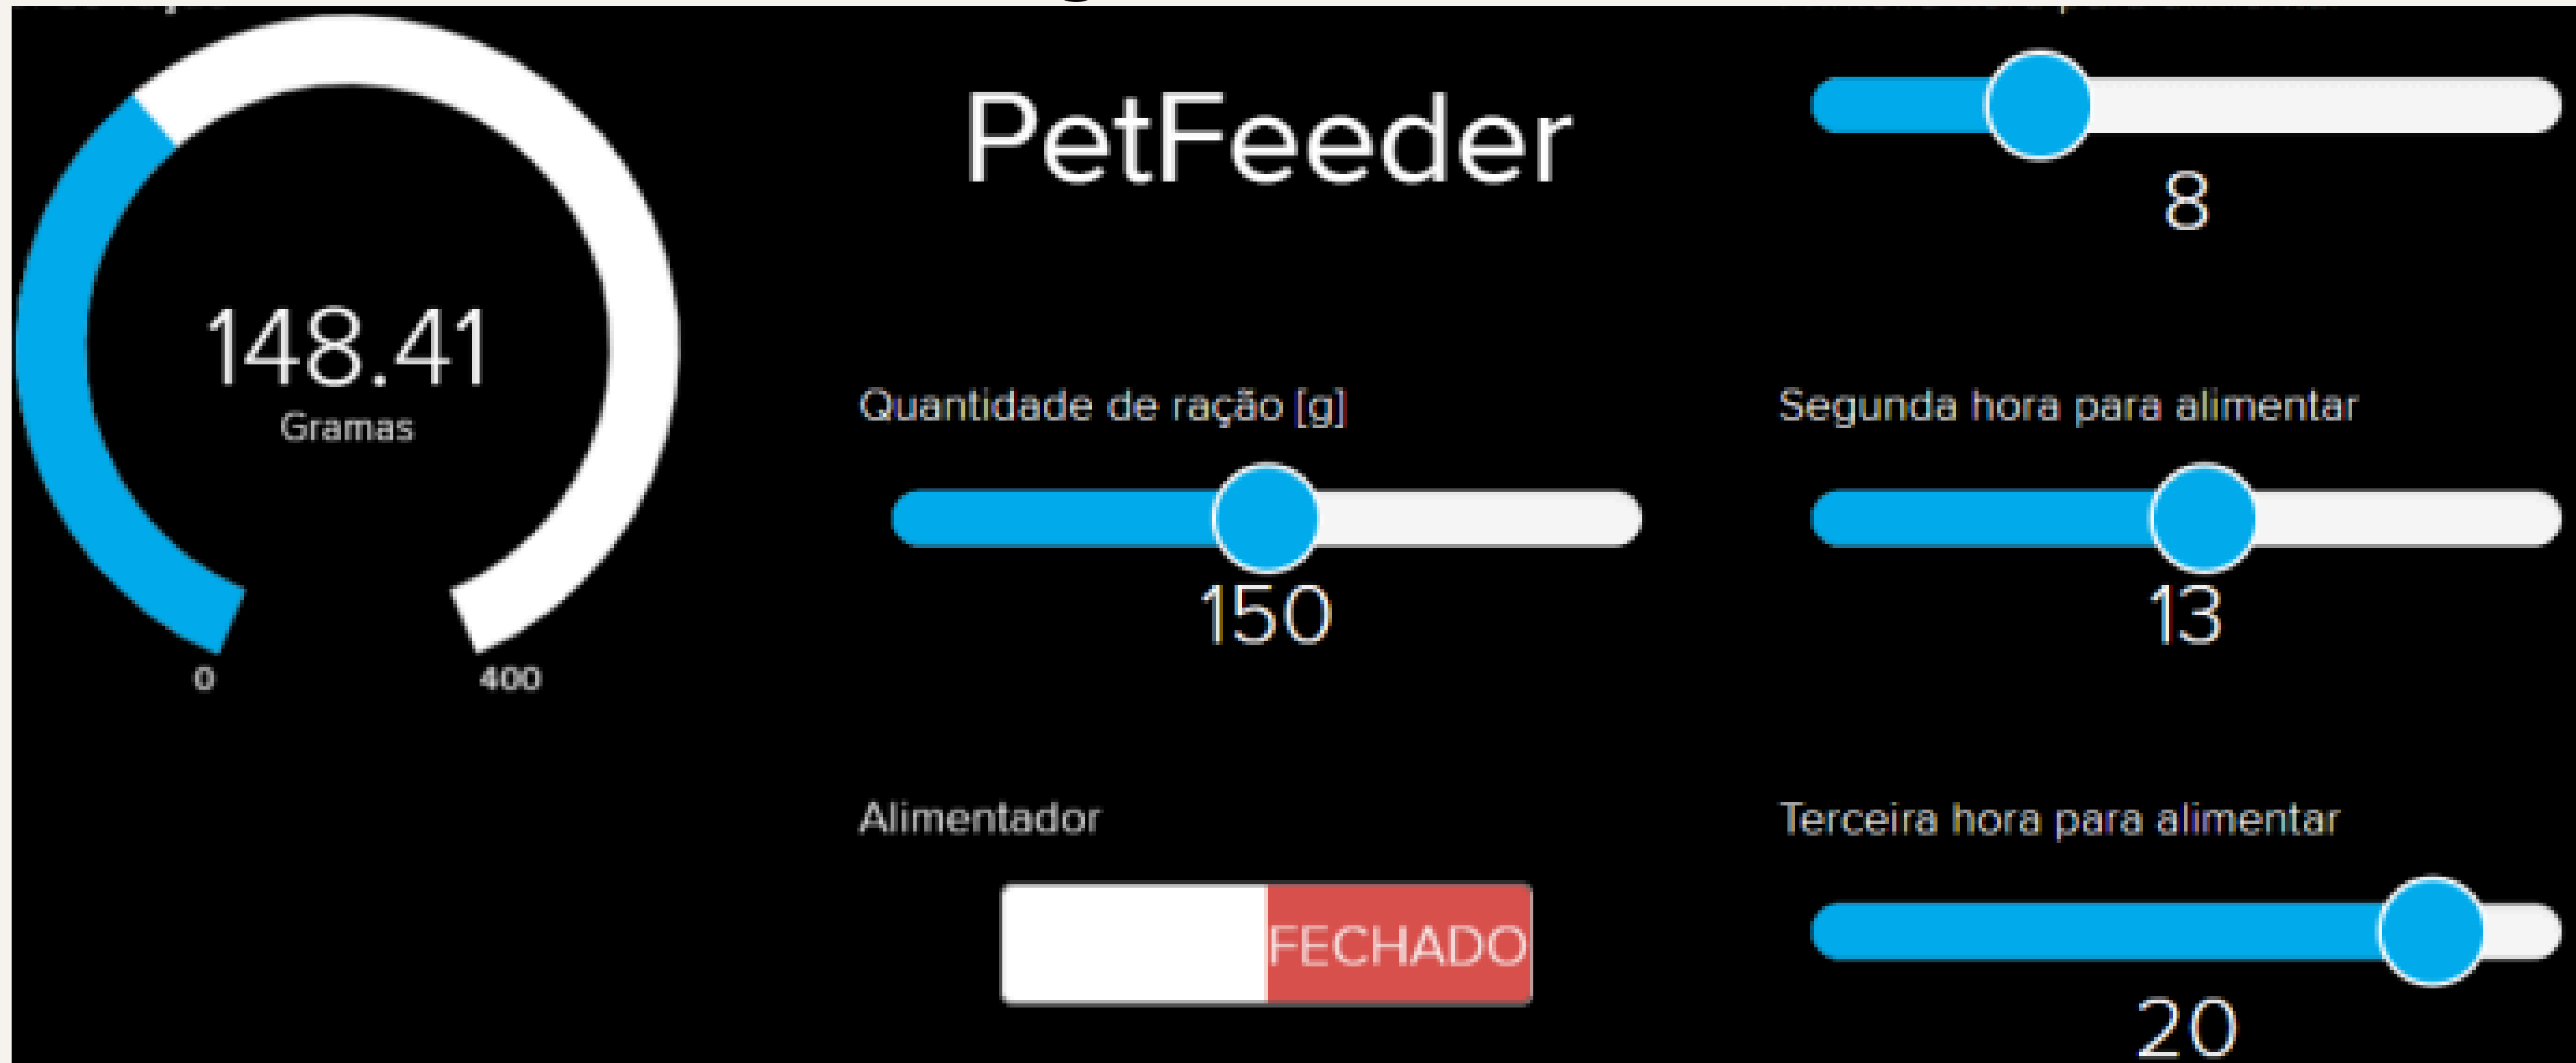 148.41
Gramas
0
400
PetFeeder
Quantidade de ração [g]
150
Alimentador
FECHADO
8
Segunda hora para alimentar
13
Terceira hora para alimentar
20